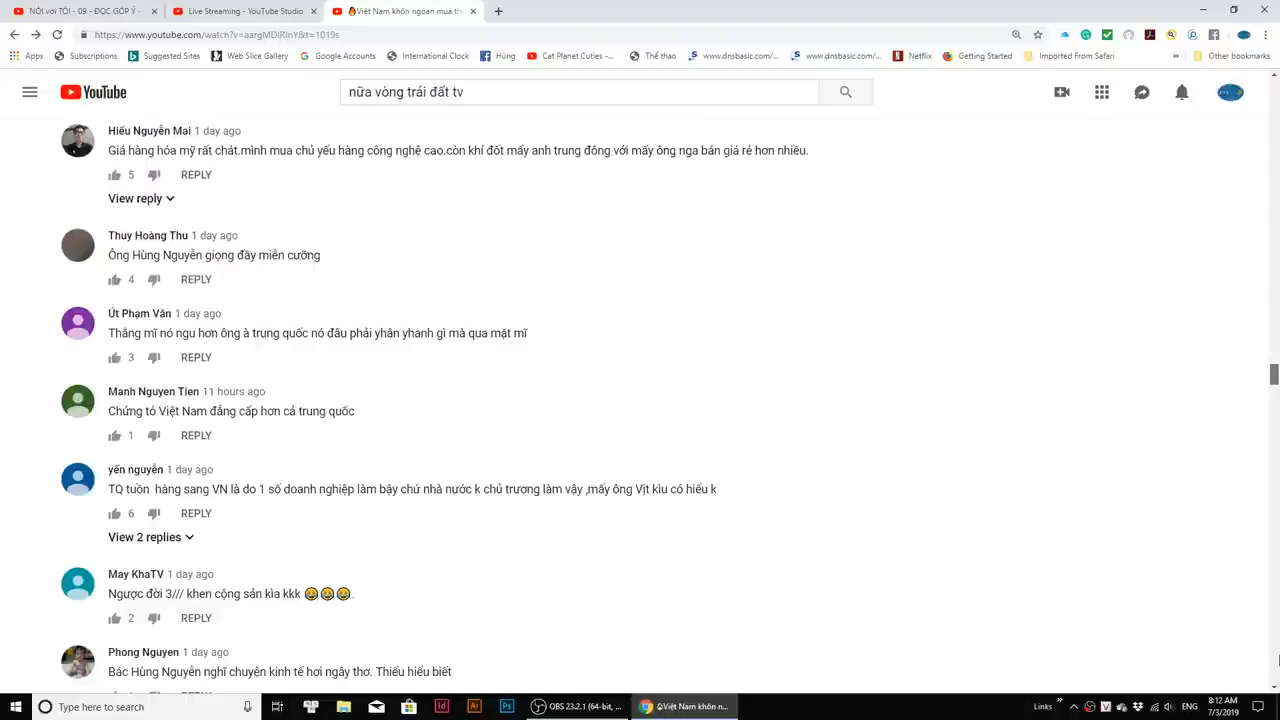 NÓI với TÔI - 09 - ĐỌC GÓP Ý -
Live Streaming - YouTube Studio
Việt Nam khôn ngoan mua th
https://www.youtube.com/watch?v=aargMDIRInY&t=1019s
Apps
Subscriptions
Suggested Sites
Web Slice Gallery
Google Accounts
International Clock
Hùng
Cat Planet Cuties -...
Thể thao
www.dnsbasic.com/...
www.dnsbasic.com/...
Netflix
Getting Started
Imported From Safari
»
Other bookmarks
YouTube
nữa vòng trái đất tv
Hiếu Nguyễn Mai 1 day ago
Giá hàng hóa mỹ rất chát.mình mua chủ yếu hàng công nghệ cao.còn khí đốt mấy anh trung đông với mấy ông nga bán giá rẻ hơn nhiều.
5 REPLY
View reply
Thuy Hoàng Thu 1 day ago
Ông Hùng Nguyễn giọng đầy miễn cưỡng
4 REPLY
Út Phạm Văn 1 day ago
Thằng mĩ nó ngu hơn ông à trung quốc nó đâu phải yhân yhanh gì mà qua mặt mĩ
3 REPLY
Manh Nguyen Tien 11 hours ago
Chứng tỏ Việt Nam đẳng cấp hơn cả trung quốc
1 REPLY
yến nguyễn 1 day ago
TQ tuồn hàng sang VN là do 1 số doanh nghiệp làm bậy chứ nhà nước k chủ trương làm vậy ,mấy ông Vịt kìu có hiểu k
6 REPLY
View 2 replies
May KhaTV 1 day ago
Ngược đời 3/// khen cộng sản kìa kkk 😂😂😂.
2 REPLY
Phong Nguyen 1 day ago
Bác Hùng Nguyễn nghĩ chuyện kinh tế hơi ngây thơ. Thiếu hiểu biết
Type here to search
OBS 23.2.1 (64-bit, ...
Việt Nam khôn n...
Links
ENG
8:12 AM
7/3/2019